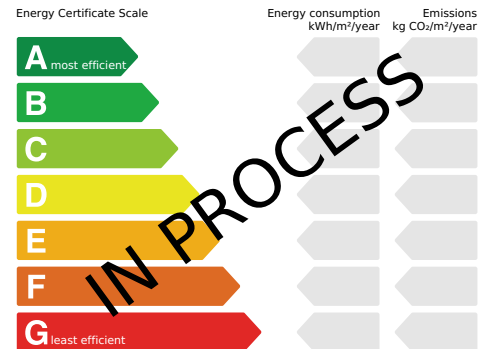 Energy Certificate Scale
Energy consumption
kWh/m²/year
Emissions
kg CO₂/m²/year
A most efficient
B
C
D
E
F
G least efficient
IN PROCESS